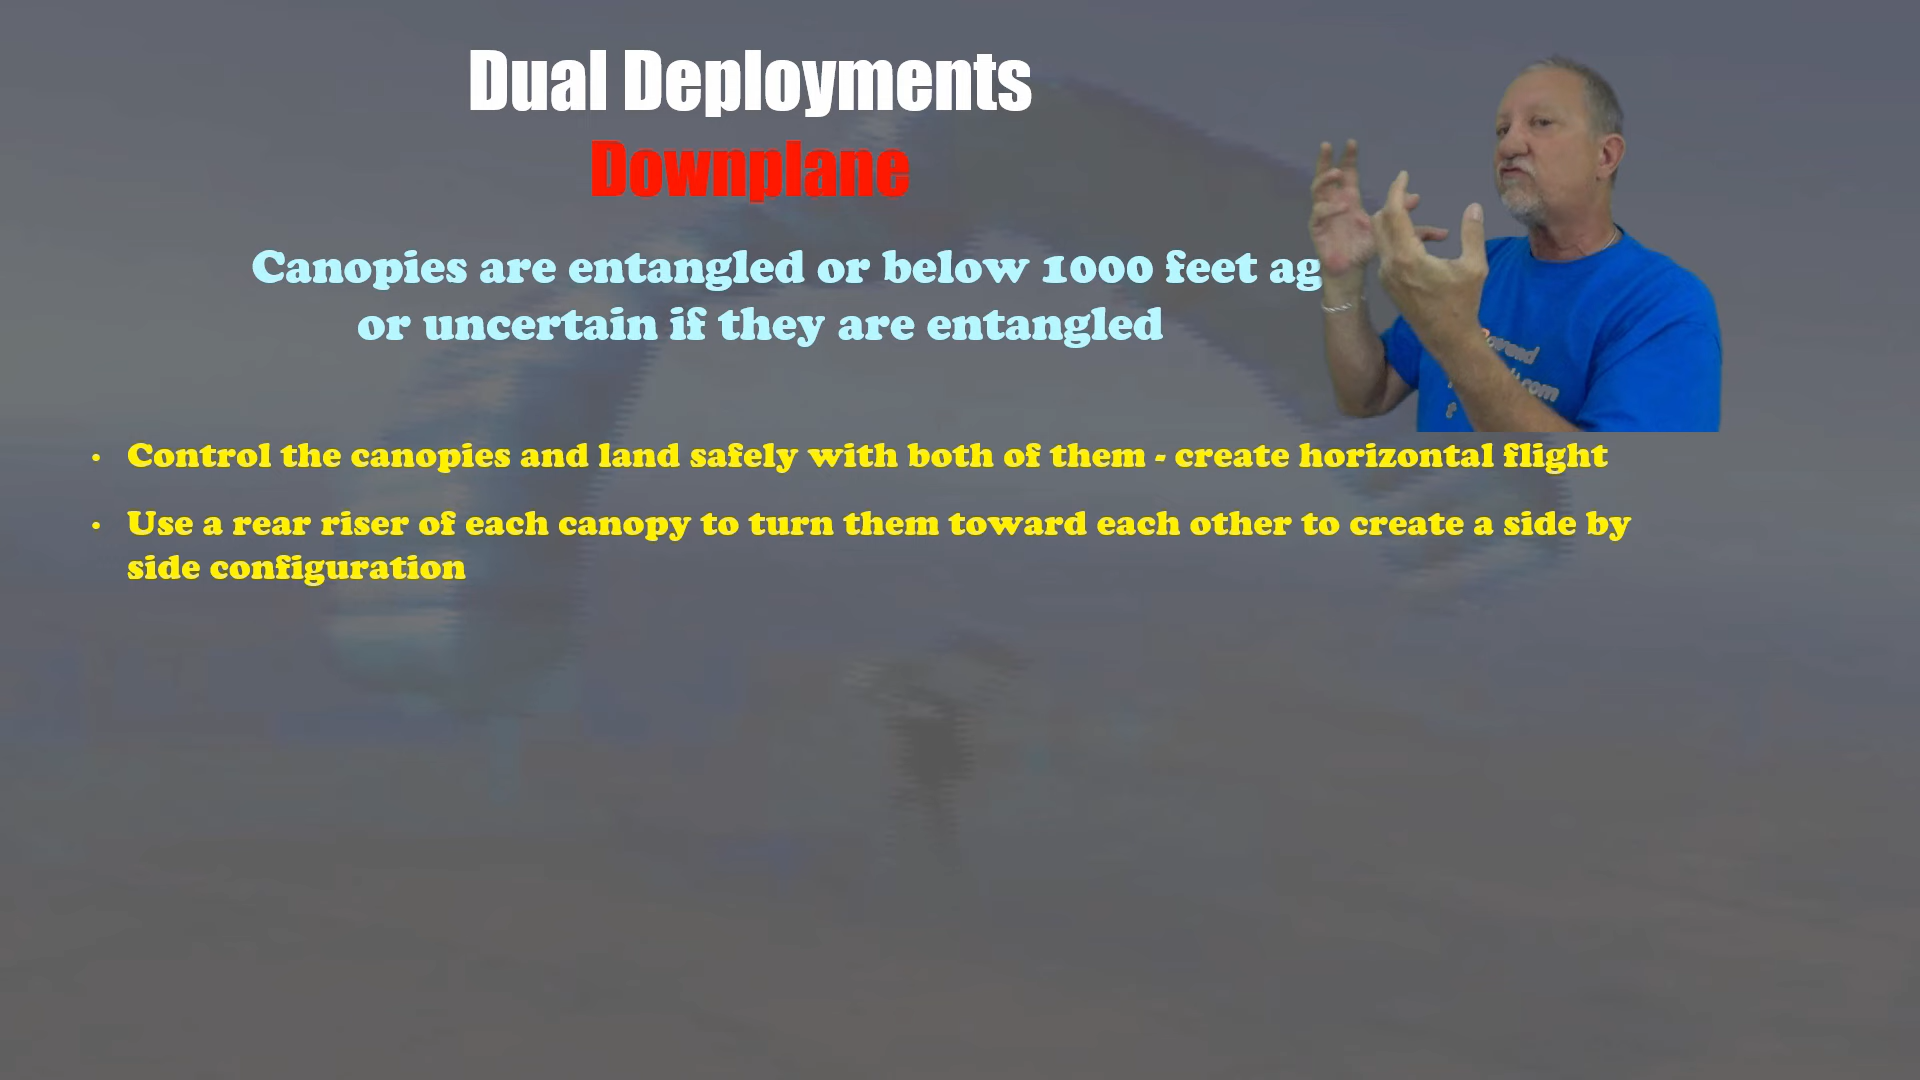 Dual Deployments
Downplane
Canopies are entangled or below 1000 feet ag
or uncertain if they are entangled
• Control the canopies and land safely with both of them - create horizontal flight
• Use a rear riser of each canopy to turn them toward each other to create a side by
side configuration